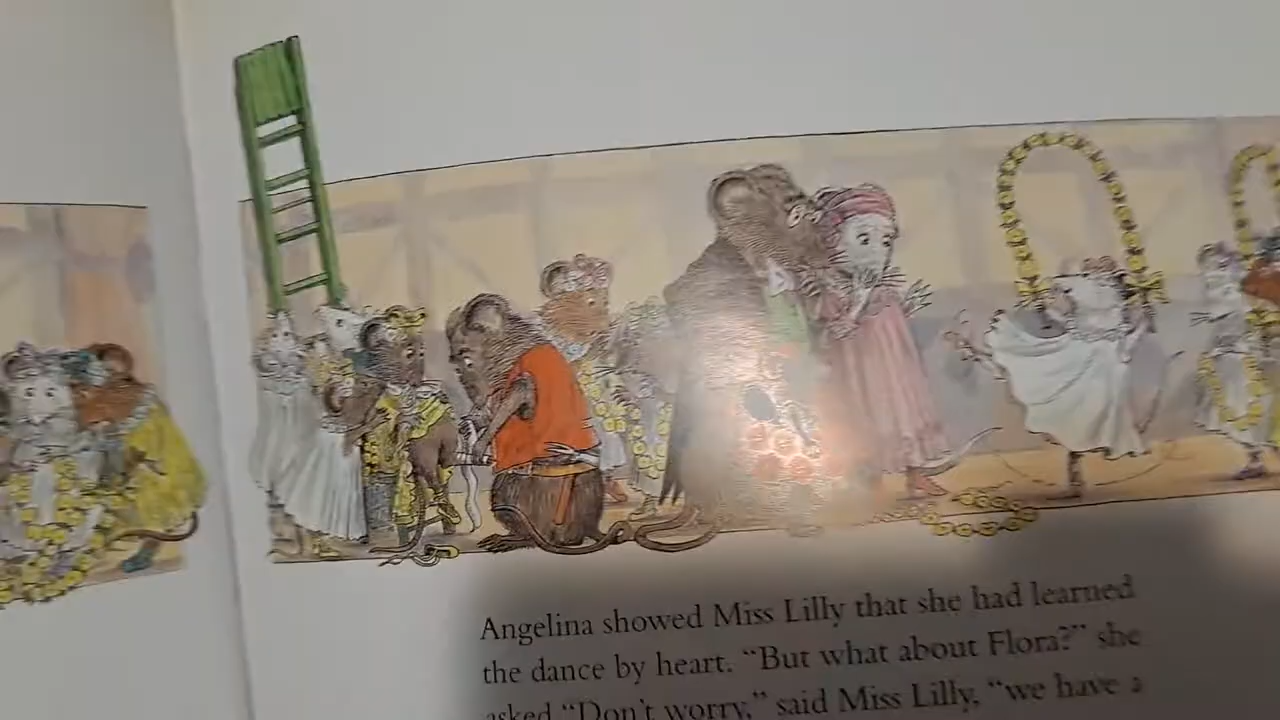 Angelina showed Miss Lilly that she had learned
the dance by heart. “But what about Flora?” she
asked “Don't worry,” said Miss Lilly, “we have a